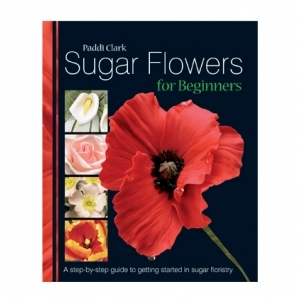 Paddi Clark
Sugar Flowers
for Beginners
A step-by-step guide to getting started in sugar floristry